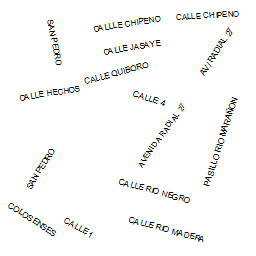 CALLLE CHIPENO
CALLE CHIPENO
SAN PEDRO
CALLE JASAYE
AV/ RADIAL 27
CALLE QUIBORO
CALLE HECHOS
CALLE 4
AVENIDA RADIAL 27
PASILLO RIO MARAÑON
SAN PEDRO
CALLE RIO NEGRO
COLOSENSES
CALLE 1
CALLE RIO MADERA